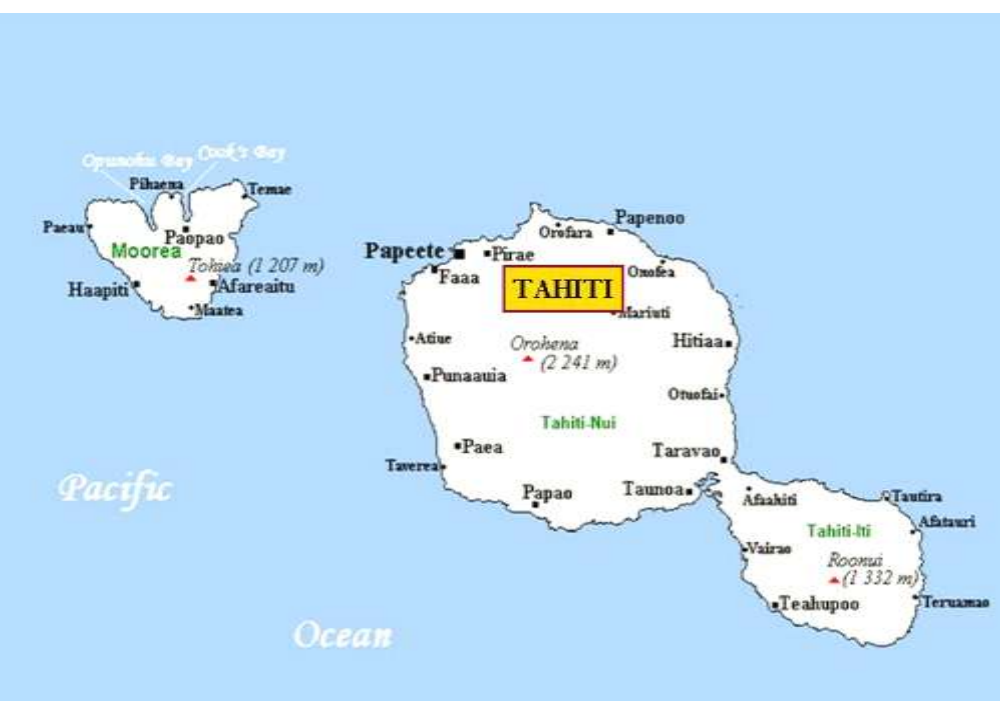 Opunohu Bay
Cook's Bay
Pihaena
Temae
Paeau
Paopao
Moorea
Tohiea (1 207 m)
Haapiti
Afareaitu
Maatea
Papenoo
Orofara
Papeete
Pirae
Faaa
Onofea
TAHITI
Mariuti
Atiue
Hitiaa
Orohena
(2 241 m)
Punaauia
Otuofai
Tahiti-Nui
Paea
Taravao
Taverea
Papao
Taunoa
Afaahiti
Tautira
Pacific
Afatauri
Tahiti-Iti
Vairao
Roonui
(1 332 m)
Teahupoo
Teruamao
Ocean